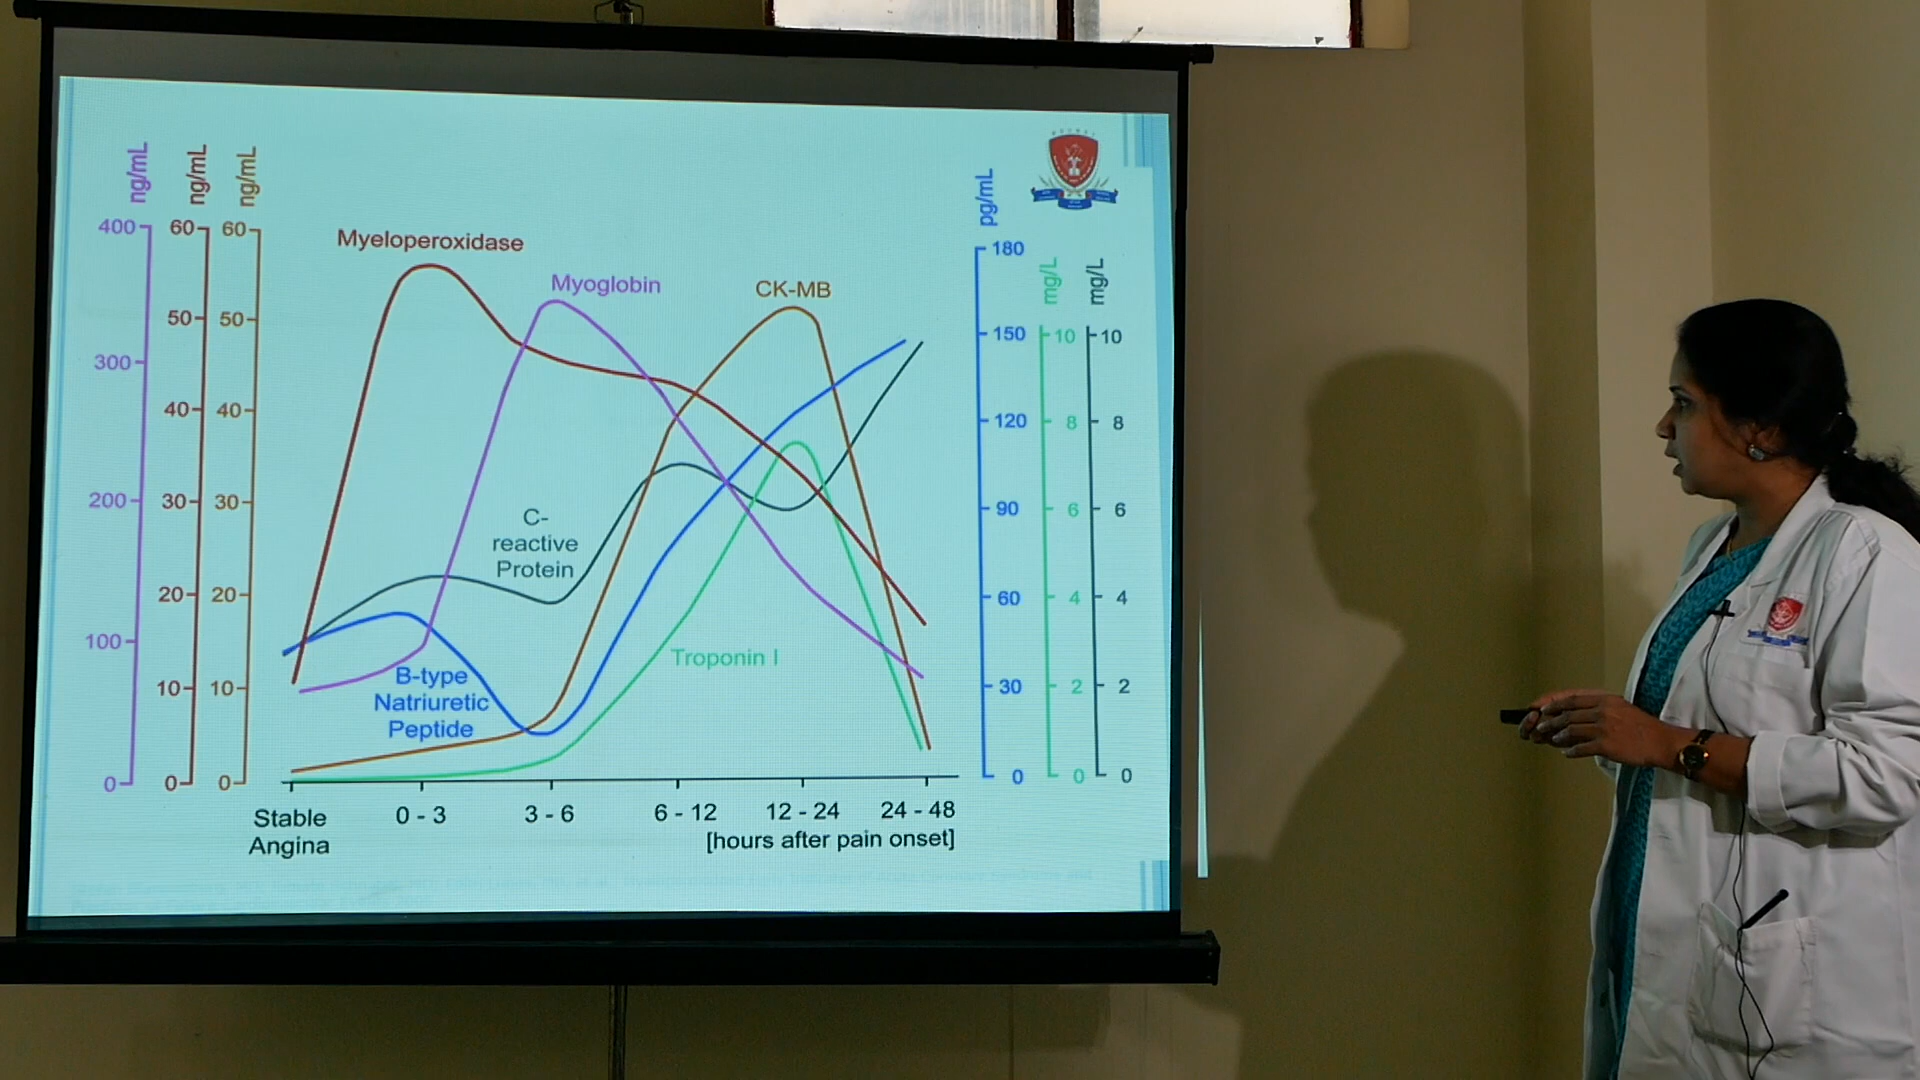 ng/mL
ng/mL
ng/mL
pg/mL
mg/L
mg/L
400
300
200
100
0
60
50
40
30
20
10
0
60
50
40
30
20
10
0
Myeloperoxidase
Myoglobin
CK-MB
C-
reactive
Protein
B-type
Natriuretic
Peptide
Troponin I
180
150
120
90
60
30
0
10
8
6
4
2
0
10
8
6
4
2
0
Stable
Angina
0 - 3
3 - 6
6 - 12
12 - 24
24 - 48
[hours after pain onset]